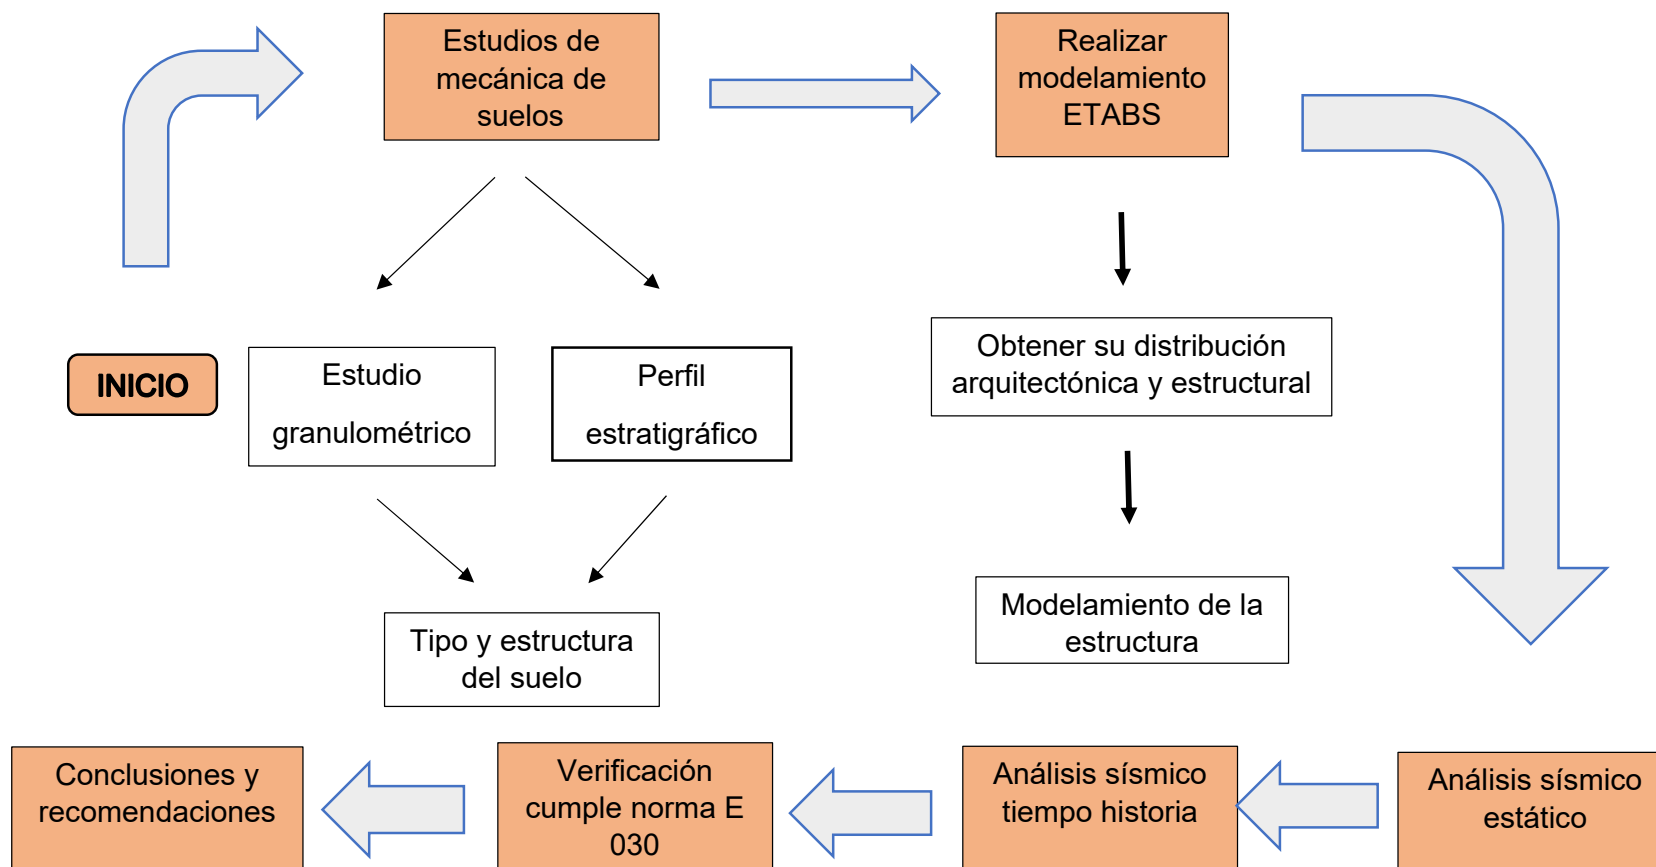 Estudios de
mecánica de
suelos
Realizar
modelamiento
ETABS
INICIO
Estudio
granulométrico
Perfil
estratigráfico
Obtener su distribución
arquitectónica y estructural
Tipo y estructura
del suelo
Modelamiento de la
estructura
Conclusiones y
recomendaciones
Verificación
cumple norma E
030
Análisis sísmico
tiempo historia
Análisis sísmico
estático